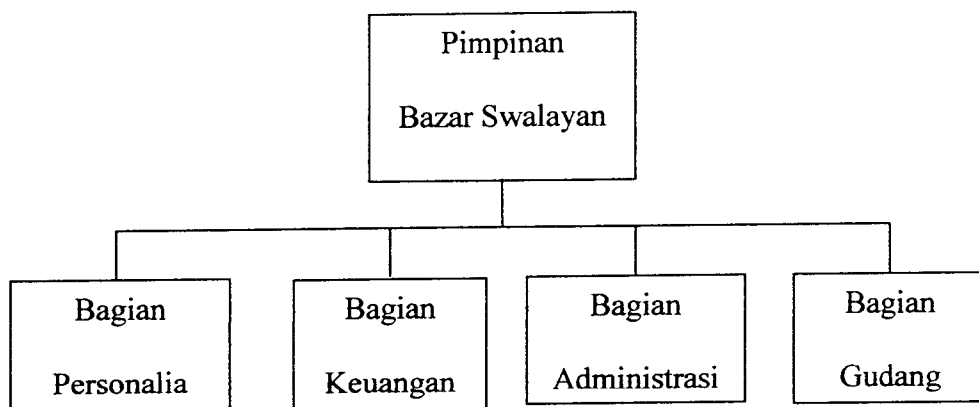 Pimpinan
Bazar Swalayan
Bagian
Personalia
Bagian
Keuangan
Bagian
Administrasi
Bagian
Gudang